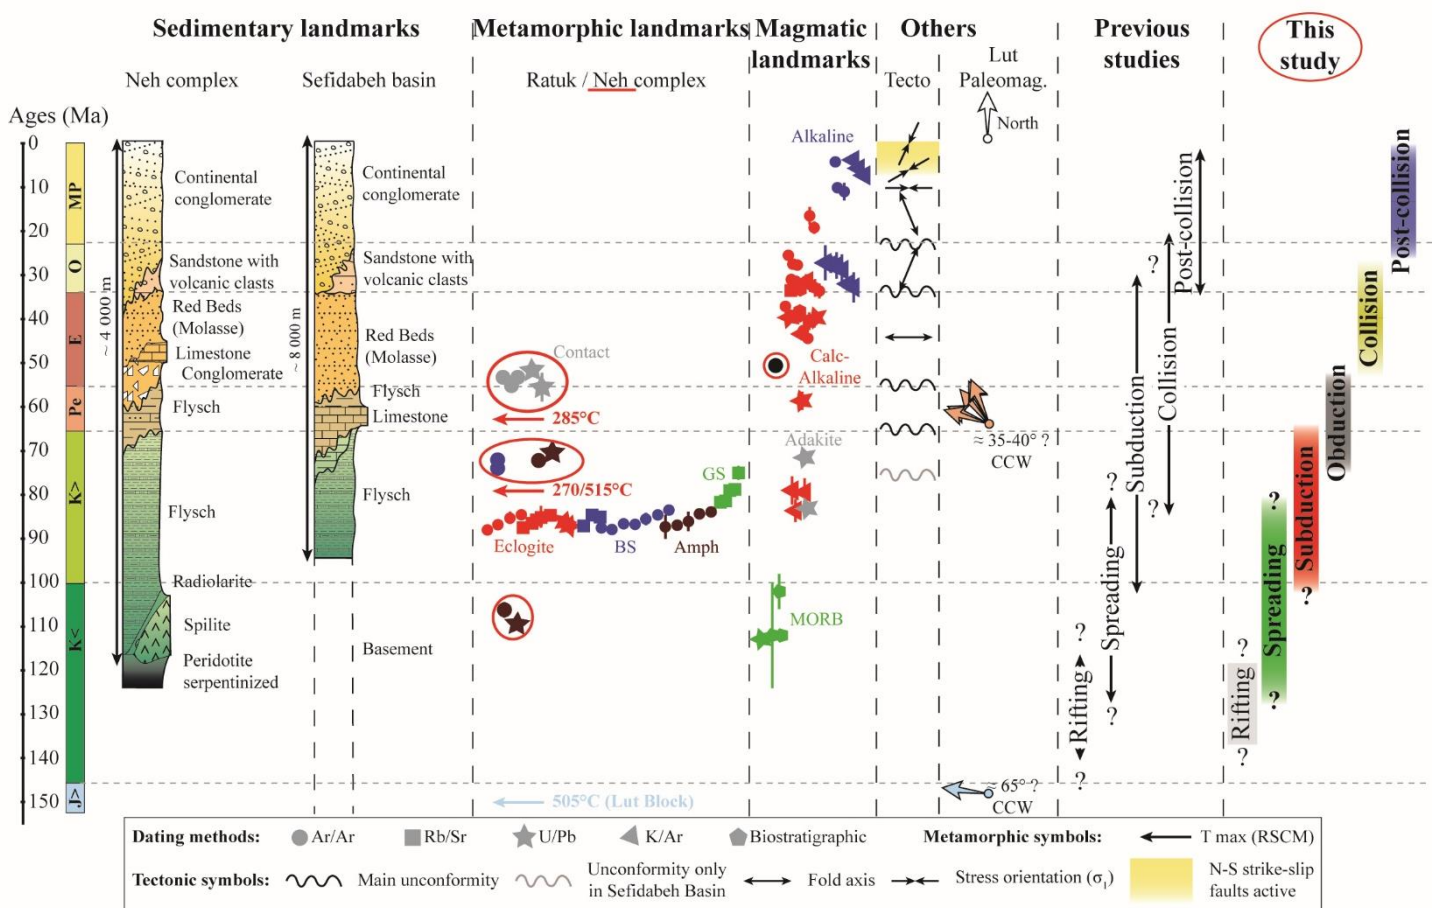 Sedimentary landmarks
Metamorphic landmarks
Magmatic
landmarks
Others
Previous
studies
This
study
Neh complex
Sefidabeh basin
Ratuk / Neh complex
Tecto
Lut
Paleomag.
North
Ages (Ma)
0
10
20
30
40
50
60
70
80
90
100
110
120
130
140
150
MP
O
E
Pe
K>
K<
J>
~ 4 000 m
Continental
conglomerate
Sandstone with
volcanic clasts
Red Beds
(Molasse)
Limestone
Conglomerate
Flysch
Flysch
Radiolarite
Spilite
Peridotite
serpentinized
~ 8 000 m
Continental
conglomerate
Sandstone with
volcanic clasts
Red Beds
(Molasse)
Flysch
Limestone
Flysch
Basement
Contact
285°C
270/515°C
GS
Eclogite
BS
Amph
505°C (Lut Block)
Alkaline
Calc-
Alkaline
Adakite
MORB
≈ 35-40° ?
CCW
≈ 65° ?
CCW
?
Rifting
?
?
Spreading
?
Subduction
?
Collision
?
Post-collision
?
Rifting
?
?
Spreading
?
Subduction
?
Obduction
Collision
Post-collision
Dating methods:
Ar/Ar
Rb/Sr
U/Pb
K/Ar
Biostratigraphic
Metamorphic symbols:
T max (RSCM)
Tectonic symbols:
Main unconformity
Unconformity only
in Sefidabeh Basin
Fold axis
Stress orientation (σ1)
N-S strike-slip
faults active